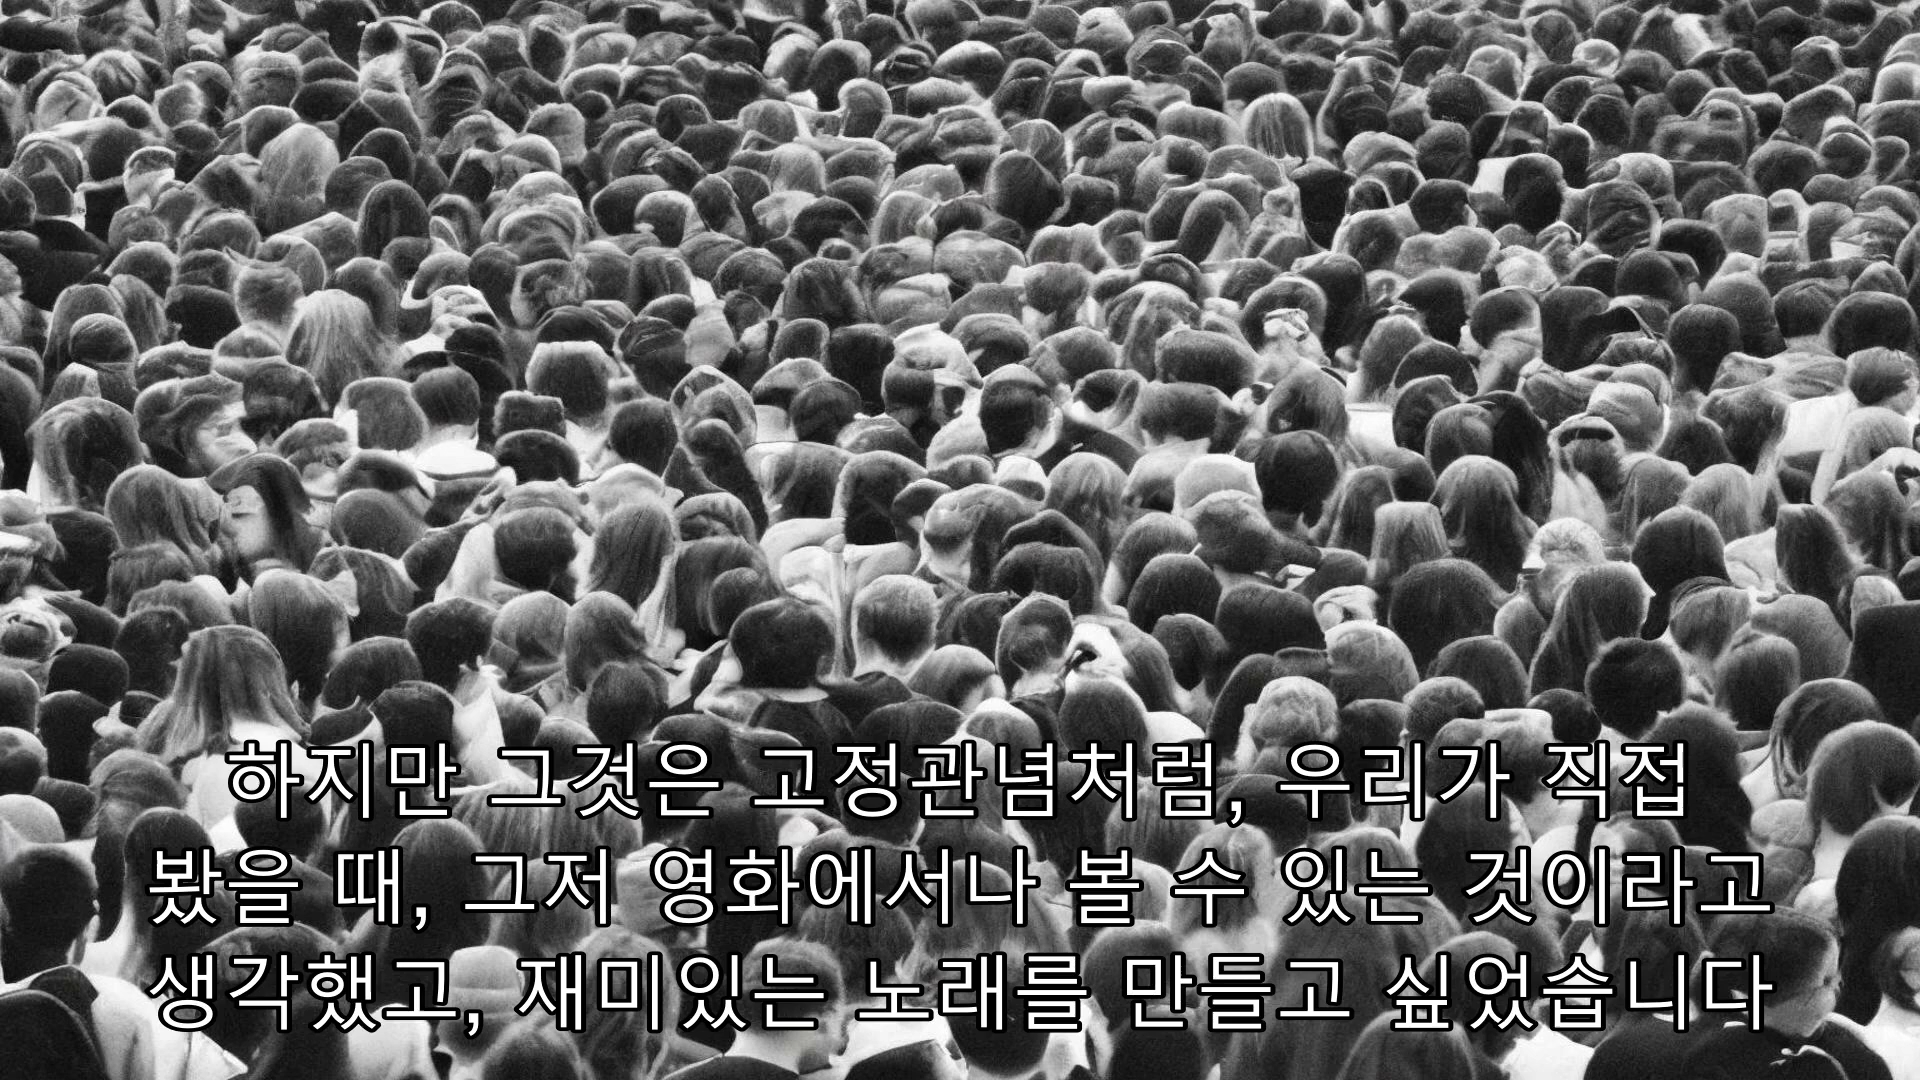 하지만 그것은 고정관념처럼, 우리가 직접
봤을 때, 그저 영화에서나 볼 수 있는 것이라고
생각했고, 재미있는 노래를 만들고 싶었습니다